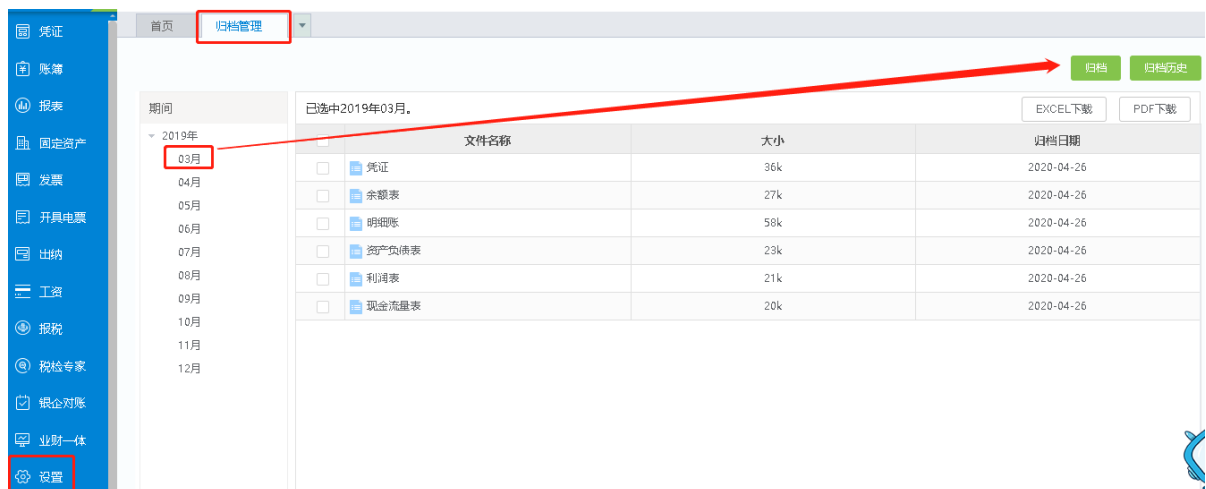 凭证
账簿
报表
固定资产
发票
开具电票
出纳
工资
报税
税检专家
银企对账
业财一体
设置
首页 归档管理
归档 归档历史
期间
2019年
03月
04月
05月
06月
07月
08月
09月
10月
11月
12月
已选中2019年03月。 EXCEL下载 PDF下载
文件名称 大小 归档日期
凭证 36k 2020-04-26
余额表 27k 2020-04-26
明细账 58k 2020-04-26
资产负债表 23k 2020-04-26
利润表 21k 2020-04-26
现金流量表 20k 2020-04-26